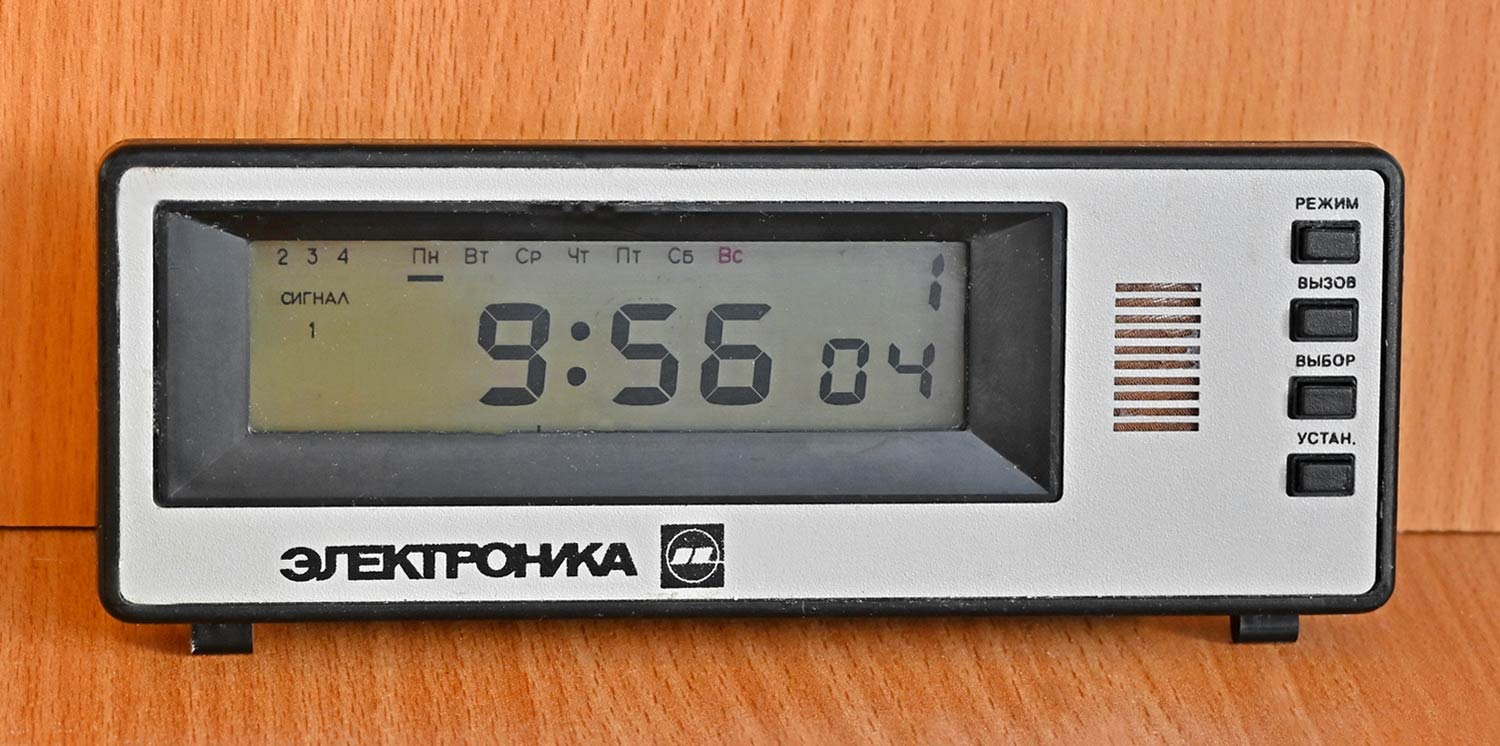 2 3 4 Пн Вт Ср Чт Пт Сб Вс 1
СИГНАЛ
1
9:56 04
РЕЖИМ
ВЫЗОВ
ВЫБОР
УСТАН.
ЭЛЕКТРОНИКА